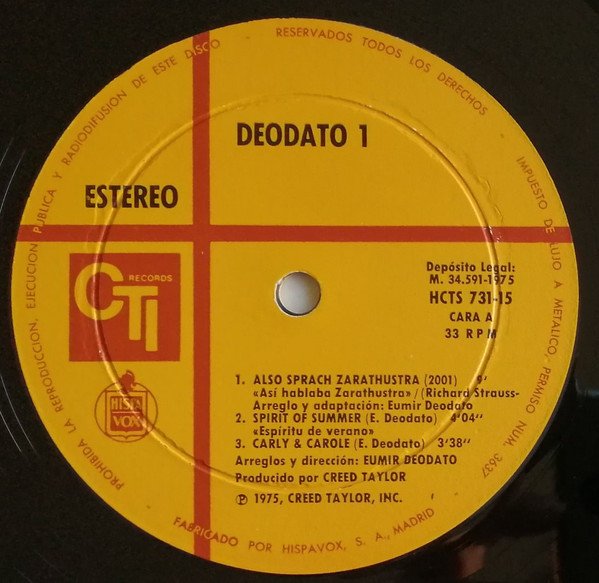 RESERVADOS TODOS LOS DERECHOS
IMPUESTO DE LUJO A METALICO, PERMISO NUM. 3637
PROHIBIDA LA REPRODUCCION, EJECUCION PUBLICA Y RADIODIFUSION DE ESTE DISCO
DEODATO 1
ESTEREO
CTI
RECORDS
Depósito Legal:
M. 34.591-1975
HCTS 731-15
CARA A
33 RPM
HISPA
VOX
1. ALSO SPRACH ZARATHUSTRA (2001) 9'
«Así hablaba Zarathustra» / (Richard Strauss-
Arreglo y adaptación: Eumir Deodato
2. SPIRIT OF SUMMER (E. Deodato) 4'04"
«Espíritu de verano»
3. CARLY & CAROLE (E. Deodato) 3'38"
Arreglos y dirección: EUMIR DEODATO
Producido por CREED TAYLOR
℗ 1975, CREED TAYLOR, INC.
FABRICADO POR HISPAVOX, S. A., MADRID